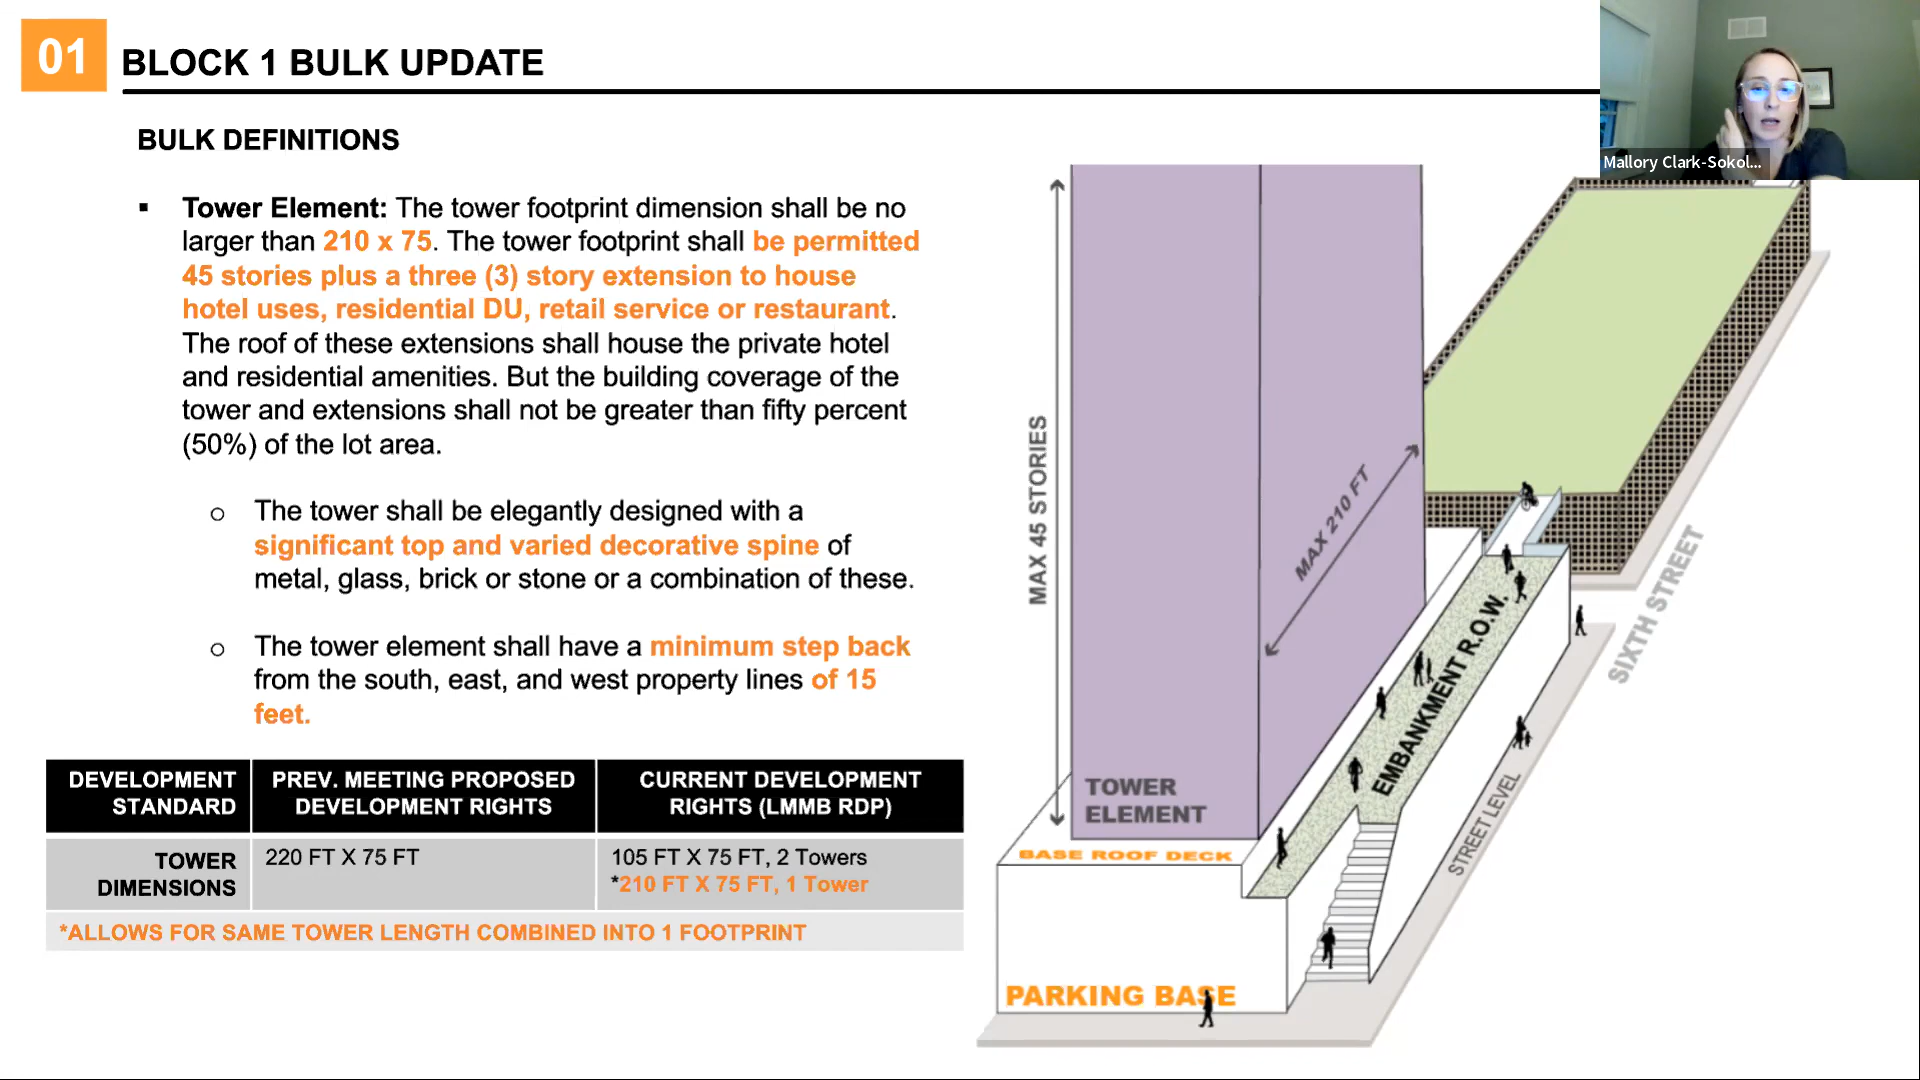 01
BLOCK 1 BULK UPDATE
Mallory Clark-Sokol...
BULK DEFINITIONS
▪ Tower Element: The tower footprint dimension shall be no
larger than 210 x 75. The tower footprint shall be permitted
45 stories plus a three (3) story extension to house
hotel uses, residential DU, retail service or restaurant.
The roof of these extensions shall house the private hotel
and residential amenities. But the building coverage of the
tower and extensions shall not be greater than fifty percent
(50%) of the lot area.
o The tower shall be elegantly designed with a
significant top and varied decorative spine of
metal, glass, brick or stone or a combination of these.
o The tower element shall have a minimum step back
from the south, east, and west property lines of 15
feet.
DEVELOPMENT
STANDARD
PREV. MEETING PROPOSED
DEVELOPMENT RIGHTS
CURRENT DEVELOPMENT
RIGHTS (LMMB RDP)
TOWER
DIMENSIONS
220 FT X 75 FT
105 FT X 75 FT, 2 Towers
*210 FT X 75 FT, 1 Tower
*ALLOWS FOR SAME TOWER LENGTH COMBINED INTO 1 FOOTPRINT
MAX 45 STORIES
MAX 210 FT
TOWER
ELEMENT
BASE ROOF DECK
PARKING BASE
EMBANKMENT R.O.W.
STREET LEVEL
SIXTH STREET